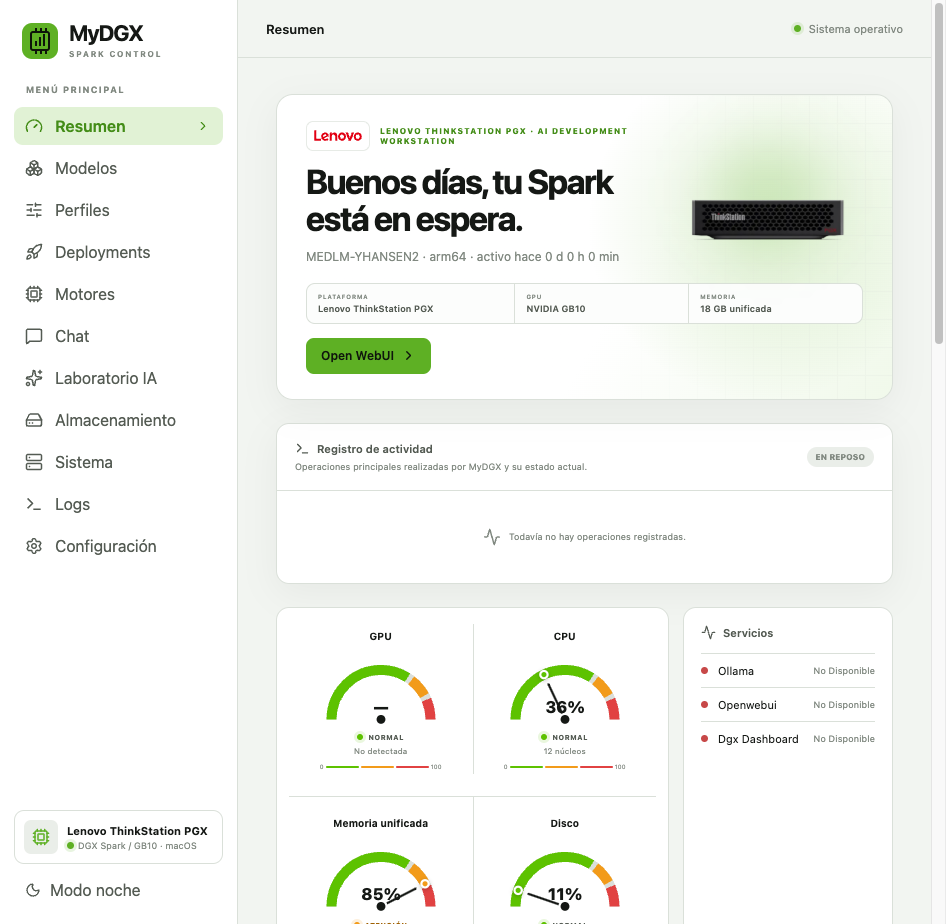 MyDGX
SPARK CONTROL
MENÚ PRINCIPAL
Resumen
Modelos
Perfiles
Deployments
Motores
Chat
Laboratorio IA
Almacenamiento
Sistema
Logs
Configuración
Lenovo ThinkStation PGX
DGX Spark / GB10 · macOS
Modo noche
Resumen
Sistema operativo
Lenovo
LENOVO THINKSTATION PGX · AI DEVELOPMENT
WORKSTATION
Buenos días, tu Spark
está en espera.
MEDLM-YHANSEN2 · arm64 · activo hace 0 d 0 h 0 min
ThinkStation
PLATAFORMA
Lenovo ThinkStation PGX
GPU
NVIDIA GB10
MEMORIA
18 GB unificada
Open WebUI
Registro de actividad
Operaciones principales realizadas por MyDGX y su estado actual.
EN REPOSO
Todavía no hay operaciones registradas.
GPU
—
NORMAL
No detectada
0 100
CPU
36%
NORMAL
12 núcleos
0 100
Memoria unificada
85%
Disco
11%
Servicios
Ollama No Disponible
Openwebui No Disponible
Dgx Dashboard No Disponible